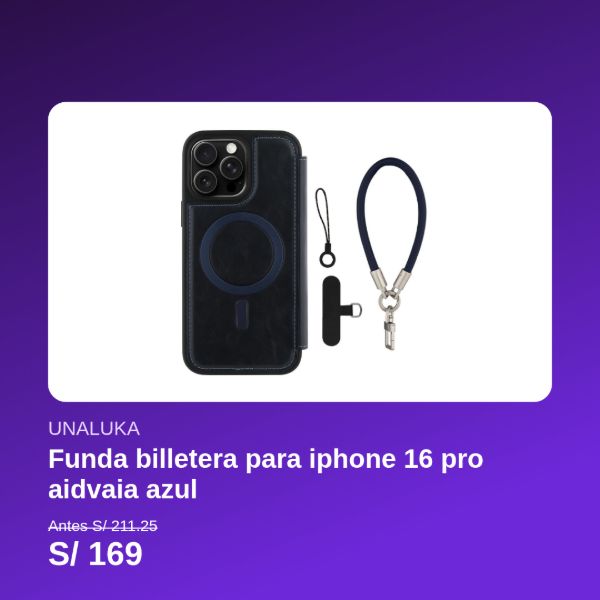 UNALUKA
Funda billetera para iphone 16 pro
aidvaia azul
Antes S/ 211.25
S/ 169